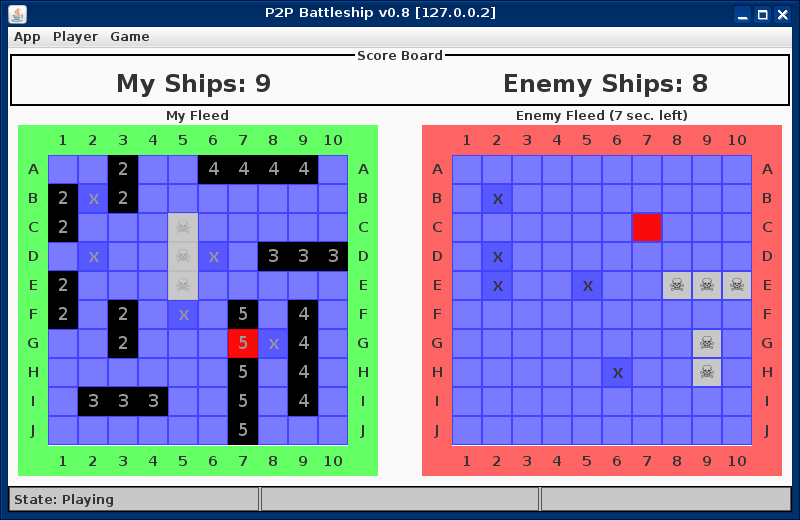 P2P Battleship v0.8 [127.0.0.2]
App Player Game
Score Board
My Ships: 9 Enemy Ships: 8
My Fleed Enemy Fleed (7 sec. left)
1 2 3 4 5 6 7 8 9 10 1 2 3 4 5 6 7 8 9 10
A 2 4 4 4 4 A A A
B 2 x 2 B B x B
C 2 C C C
D x x 3 3 3 D D x D
E 2 E E x x E
F 2 2 x 5 4 F F F
G 2 5 x 4 G G G
H 5 4 H H x H
I 3 3 3 5 4 I I I
J 5 J J J
1 2 3 4 5 6 7 8 9 10 1 2 3 4 5 6 7 8 9 10
State: Playing